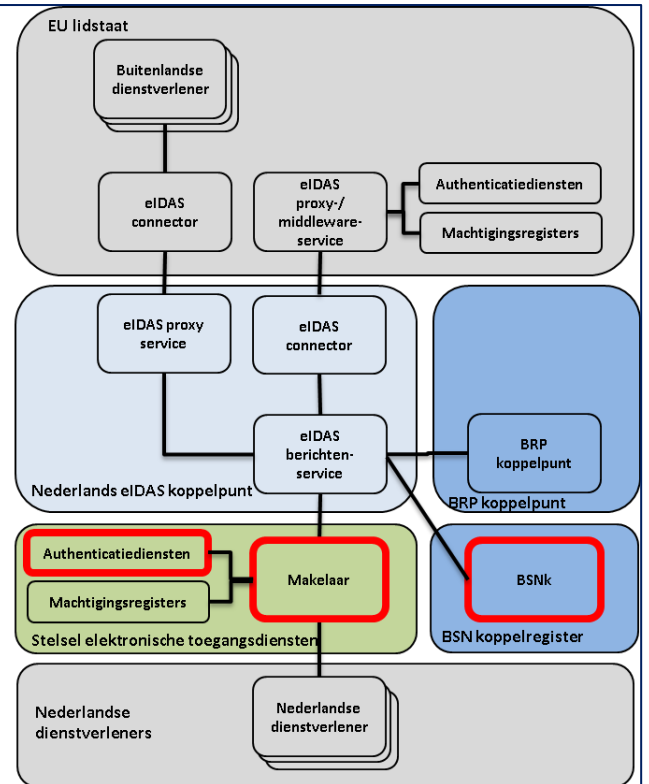 EU lidstaat
Buitenlandse
dienstverlener
eIDAS
connector
eIDAS
proxy-/
middleware-
service
Authenticatiediensten
Machtigingsregisters
eIDAS proxy
service
eIDAS
connector
eIDAS
berichten-
service
BRP
koppelpunt
Nederlands eIDAS koppelpunt
BRP koppelpunt
Authenticatiediensten
Machtigingsregisters
Makelaar
BSNk
Stelsel elektronische toegangsdiensten
BSN koppelregister
Nederlandse
dienstverleners
Nederlandse
dienstverlener